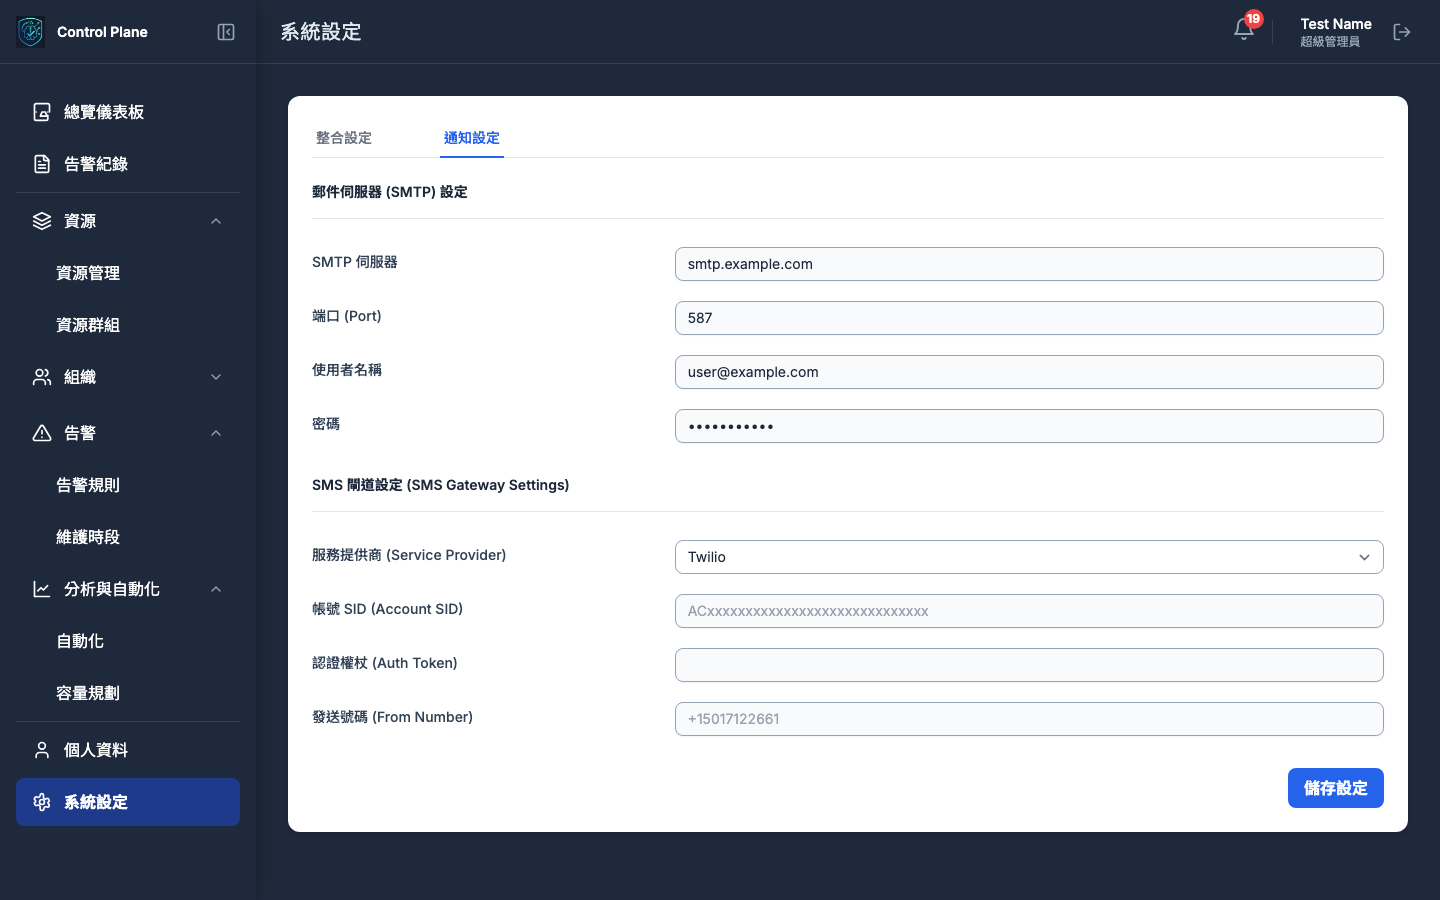 Control Plane
系統設定
19
Test Name
超級管理員
總覽儀表板
告警紀錄
資源
資源管理
資源群組
組織
告警
告警規則
維護時段
分析與自動化
自動化
容量規劃
個人資料
系統設定
整合設定
通知設定
郵件伺服器 (SMTP) 設定
SMTP 伺服器
smtp.example.com
端口 (Port)
587
使用者名稱
user@example.com
密碼
•••••••••••
SMS 閘道設定 (SMS Gateway Settings)
服務提供商 (Service Provider)
Twilio
帳號 SID (Account SID)
ACxxxxxxxxxxxxxxxxxxxxxxxxxxxxx
認證權杖 (Auth Token)
發送號碼 (From Number)
+15017122661
儲存設定